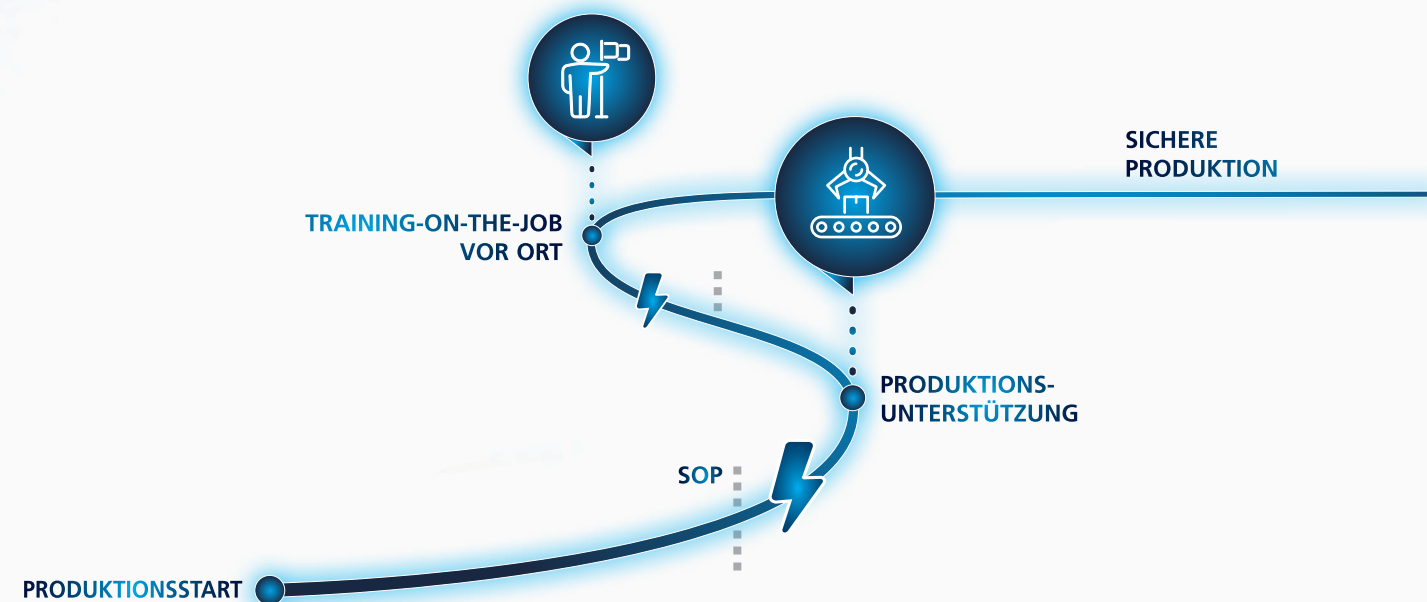 SICHERE
PRODUKTION
TRAINING-ON-THE-JOB
VOR ORT
PRODUKTIONS-
UNTERSTÜTZUNG
SOP
PRODUKTIONSSTART